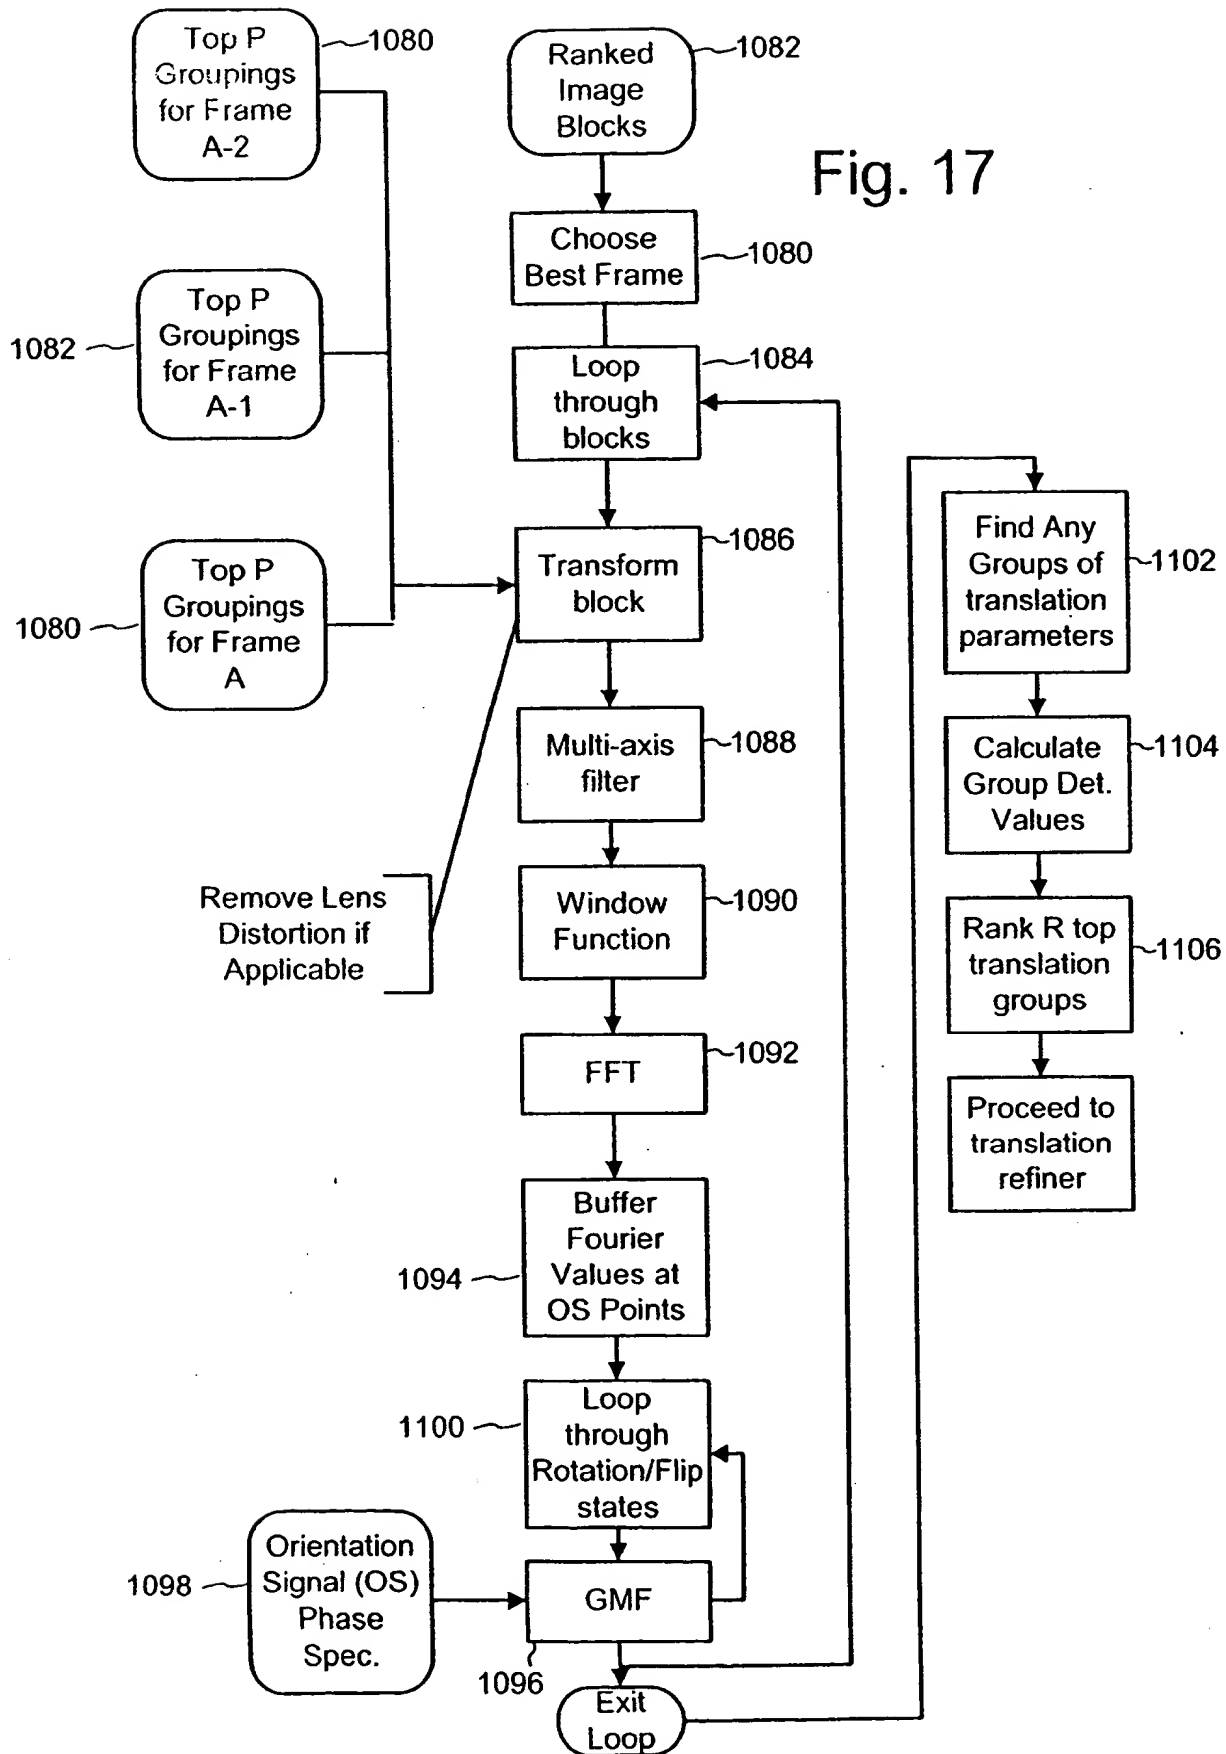 Top P
Groupings
for Frame
A-2
1080
Ranked
Image
Blocks
1082
Fig. 17
Choose
Best Frame
1080
Top P
Groupings
for Frame
A-1
1082
Loop
through
blocks
1084
Top P
Groupings
for Frame
A
1080
Transform
block
1086
Find Any
Groups of
translation
parameters
1102
Multi-axis
filter
1088
Calculate
Group Det.
Values
1104
Remove Lens
Distortion if
Applicable
Window
Function
1090
Rank R top
translation
groups
1106
FFT
1092
Proceed to
translation
refiner
Buffer
Fourier
Values at
OS Points
1094
Loop
through
Rotation/Flip
states
1100
Orientation
Signal (OS)
Phase
Spec.
1098
GMF
1096
Exit
Loop